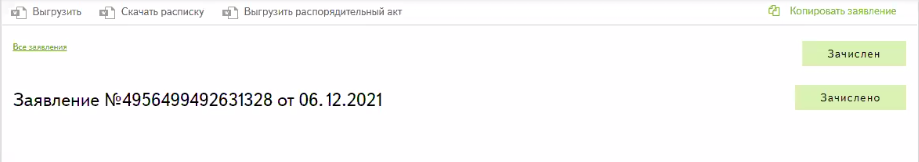 Выгрузить Скачать расписку Выгрузить распорядительный акт Копировать заявление
Все заявления
Зачислен
Заявление №4956499492631328 от 06.12.2021
Зачислено